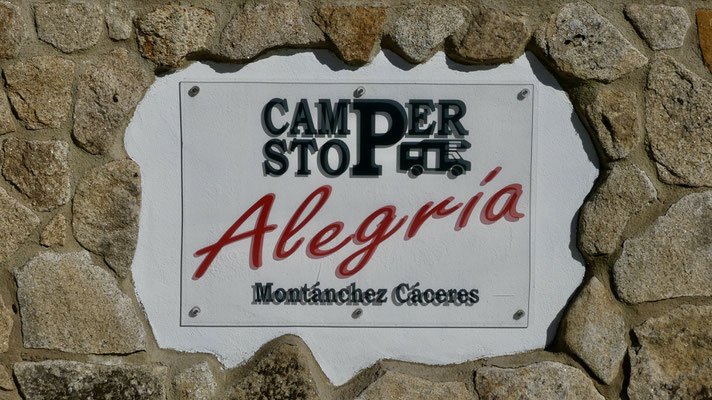 CAMPER
STOP
Alegría
Montánchez Cáceres